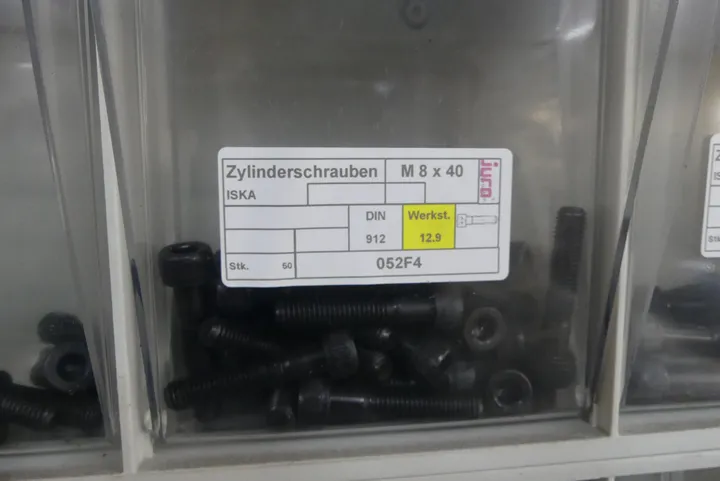 Zylinderschrauben M 8 x 40
ISKA
juro
DIN Werkst.
912 12.9
Stk. 50 052F4